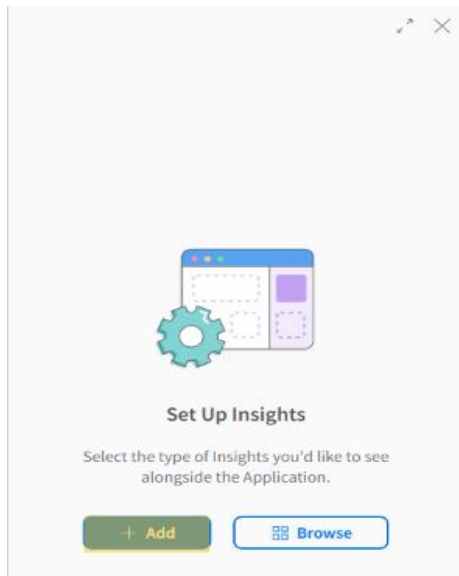 Set Up Insights
Select the type of Insights you'd like to see
alongside the Application.
+ Add
Browse